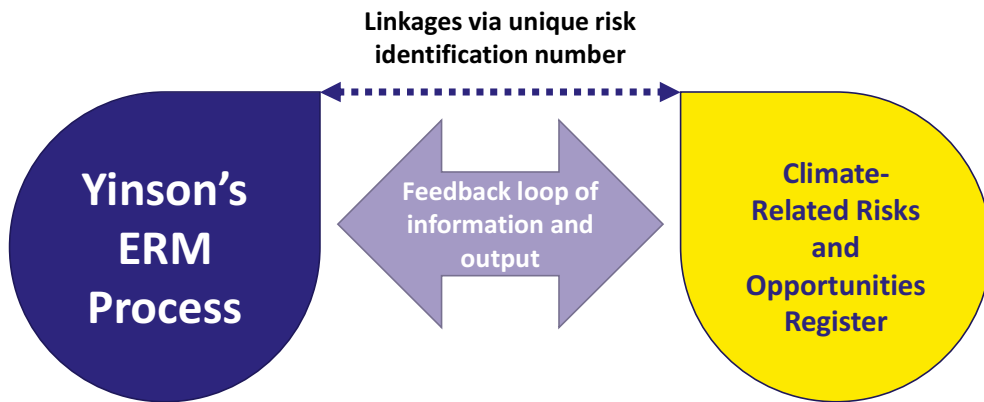 Linkages via unique risk
identification number
Yinson’s
ERM
Process
Feedback loop of
information and
output
Climate-
Related Risks
and
Opportunities
Register